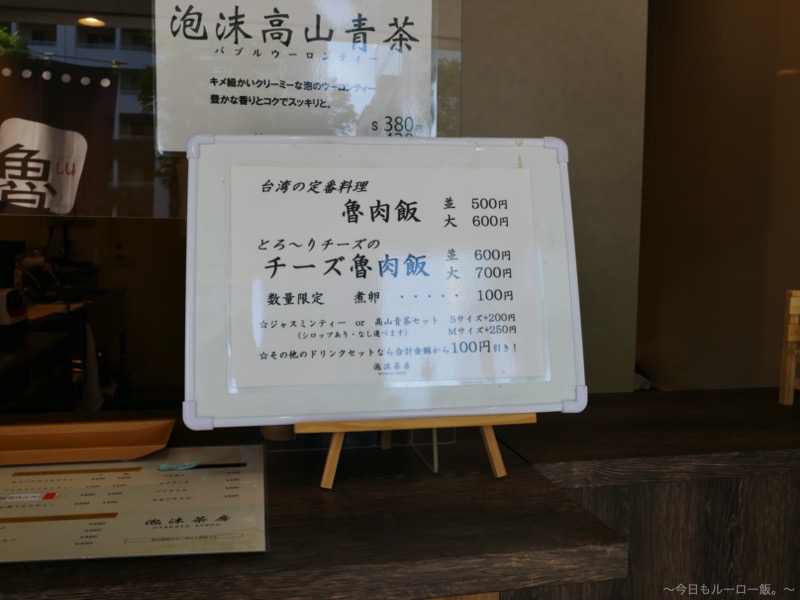 泡沫高山青茶
バブルウーロンティー
キメ細かいクリーミーな泡のウーロンティー
豊かな香りとコクでスッキリと。
S 380円
魯
LU
台湾の定番料理
魯肉飯 並 500円
大 600円
とろ〜りチーズの
チーズ魯肉飯 並 600円
大 700円
数量限定 煮卵 ・・・・・ 100円
☆ジャスミンティー or 高山青茶セット Sサイズ+200円
(シロップあり・なし選べます) Mサイズ+250円
☆その他のドリンクセットなら合計金額から100円引き!
泡沫茶房
泡沫茶房
〜今日もルーロー飯。〜